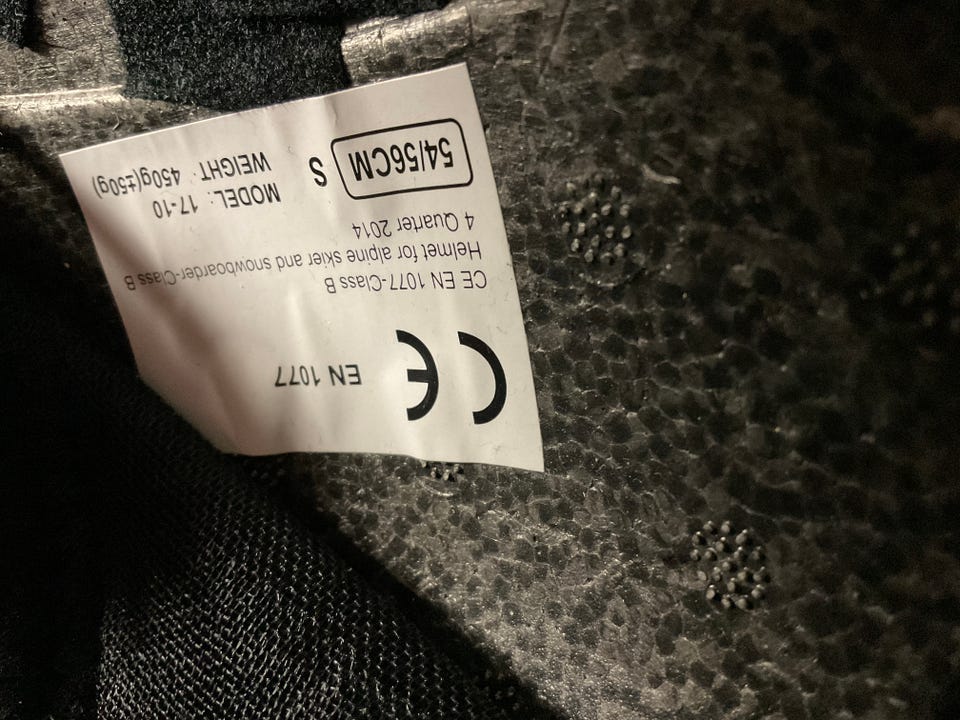 CE EN 1077
CE EN 1077-Class B
Helmet for alpine skier and snowboarder-Class B
4 Quarter 2014
54/56CM S
MODEL : 17-10
WEIGHT : 450g(±50g)